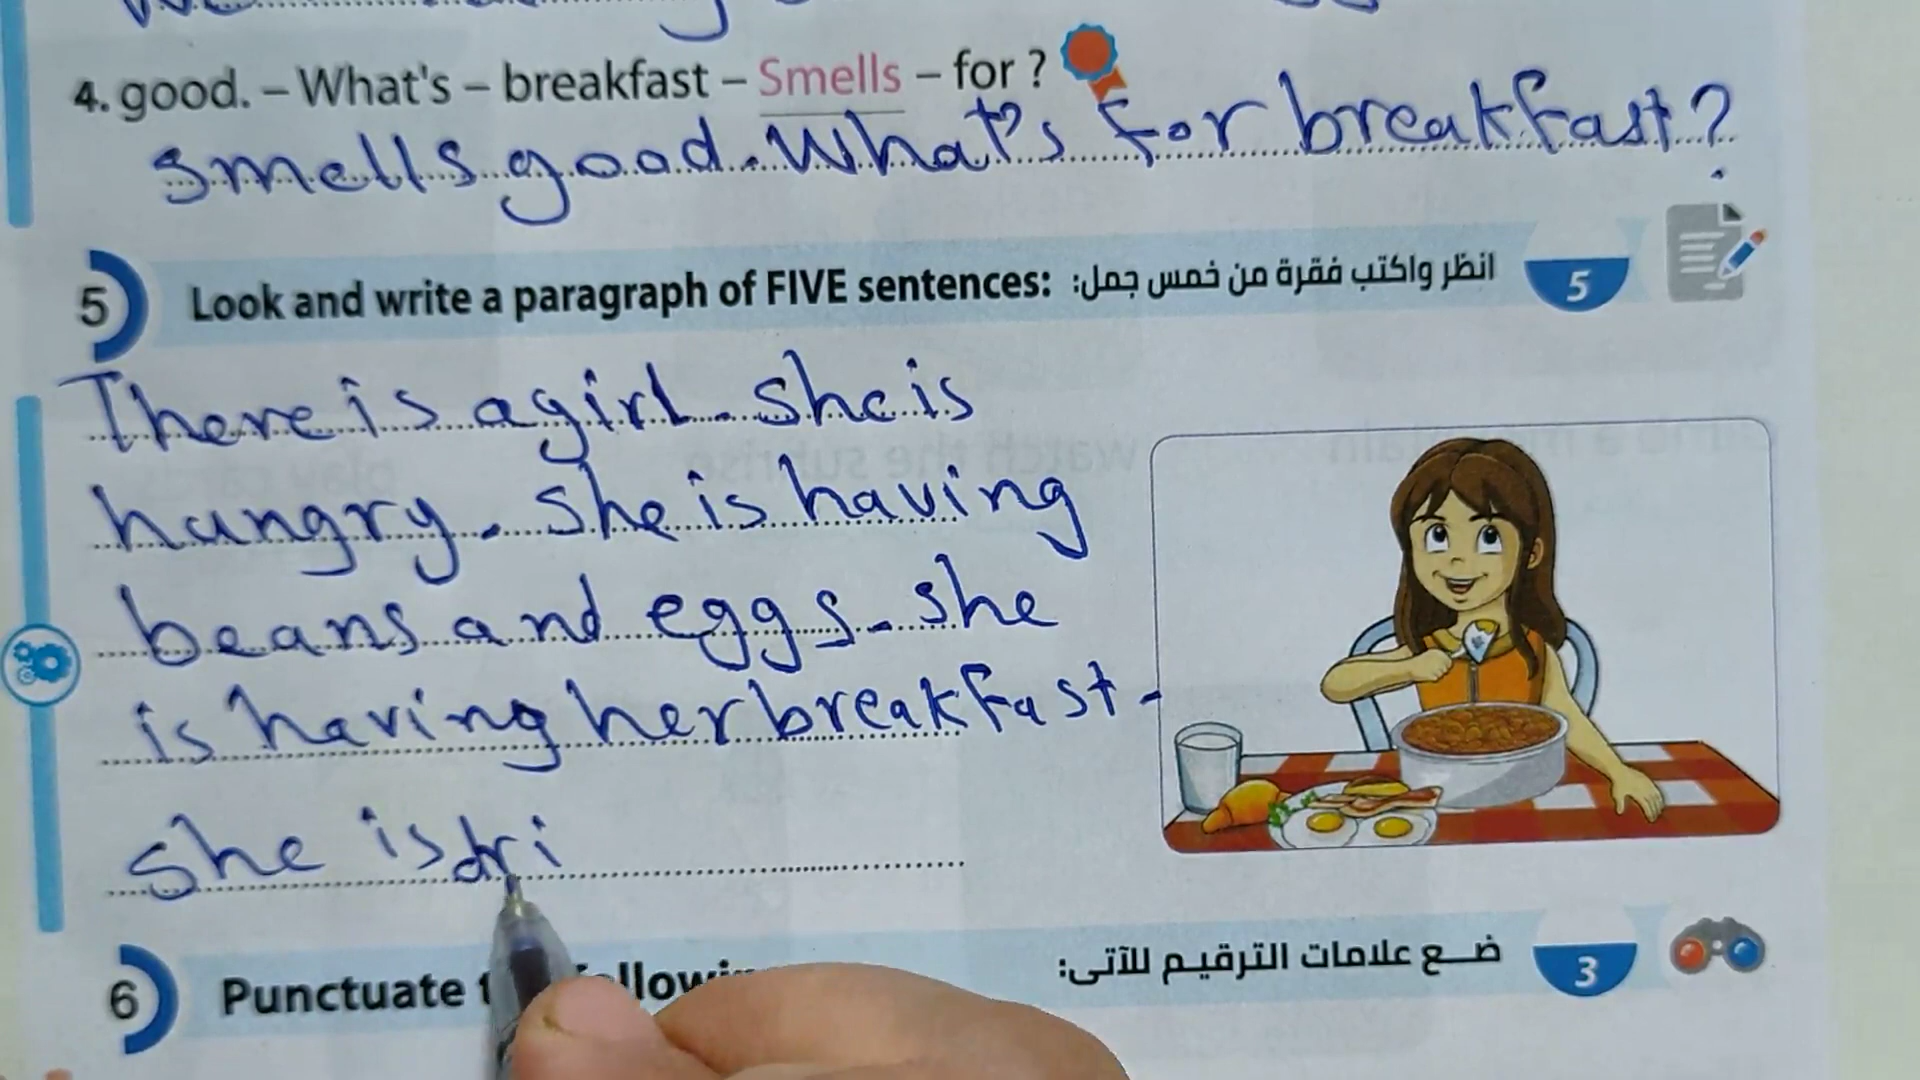 4. good. – What's – breakfast – Smells – for ?
Smells good. What's for breakfast?
5 Look and write a paragraph of FIVE sentences: انظر واكتب فقرة من خمس جمل: 5
There is a girl. She is
hungry. She is having
beans and eggs. She
is having her breakfast.
She is dri
6 Punctuate ضع علامات الترقيم للآتى: 3